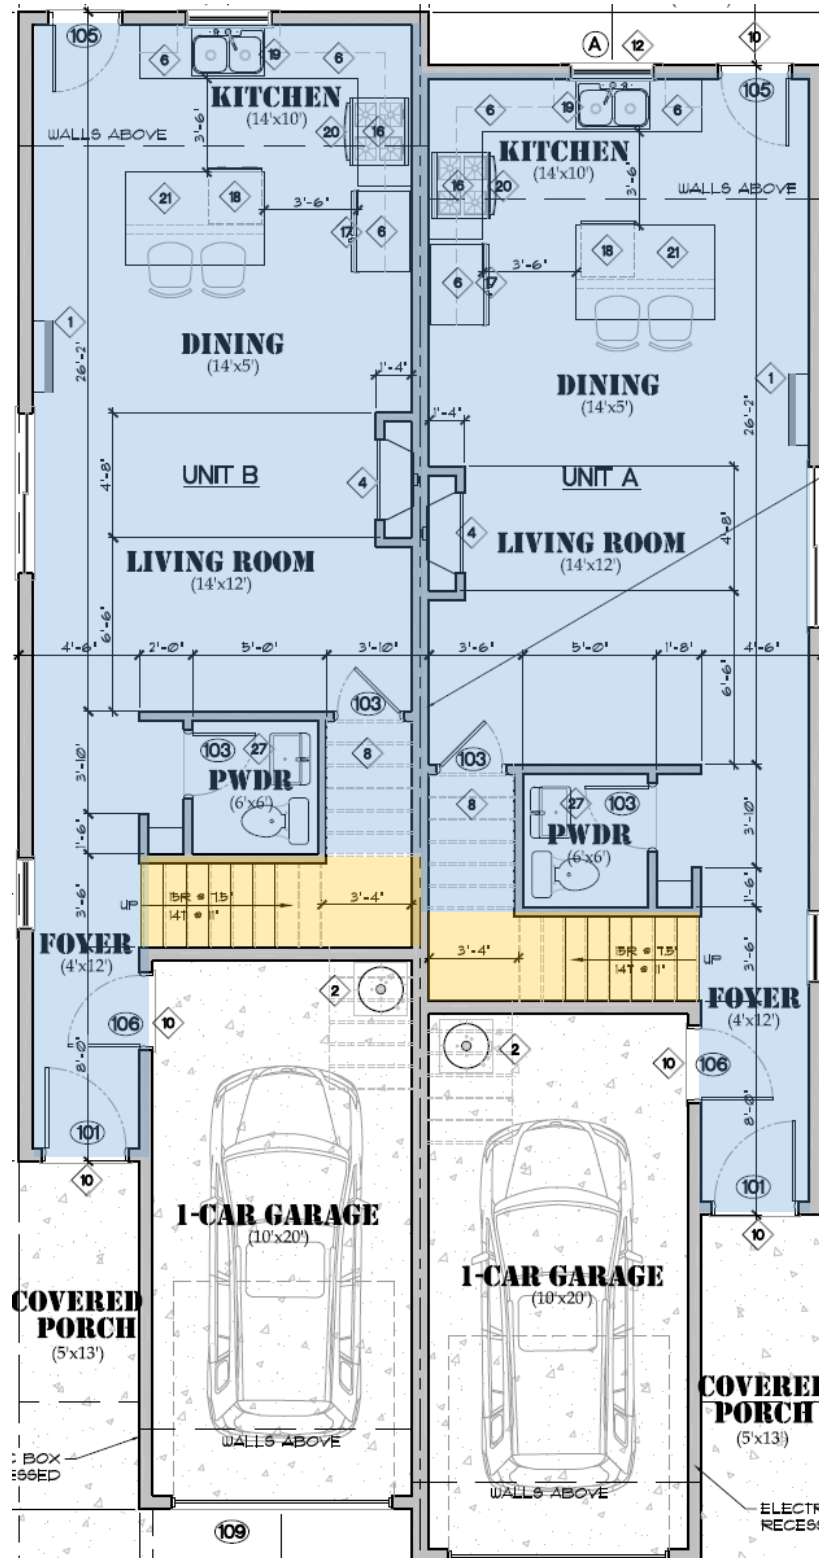 105
6
19
6
KITCHEN
(14'x10')
3'-6"
20
16
WALLS ABOVE
21
18
3'-6"
17
6
1
26'-2"
DINING
(14'x5')
1'-4"
4'-8"
UNIT B
4
LIVING ROOM
(14'x12')
6'-6"
4'-6"
2'-0"
5'-0"
3'-10"
103
103
27
8
PWDR
(6'x6')
3'-10"
1'-6"
3'-6"
UP
15R @ 7.5"
14T @ 11"
3'-4"
FOYER
(4'x12')
106
10
2
8'-0"
101
10
1-CAR GARAGE
(10'x20')
COVERED
PORCH
(5'x13')
WALLS ABOVE
C BOX
ESSED
109
A
12
10
105
6
19
6
KITCHEN
(14'x10')
3'-6"
16
20
WALLS ABOVE
18
21
6
17
3'-6"
1
DINING
(14'x5')
26'-2"
1'-4"
UNIT A
4
4'-8"
LIVING ROOM
(14'x12')
3'-6"
5'-0"
1'-8"
4'-6"
6'-6"
103
8
27
103
PWDR
(6'x6')
3'-10"
1'-6"
3'-6"
3'-4"
15R @ 7.5"
14T @ 11"
UP
FOYER
(4'x12')
2
10
106
8'-0"
101
10
1-CAR GARAGE
(10'x20')
COVERED
PORCH
(5'x13')
WALLS ABOVE
ELECTR
RECESS